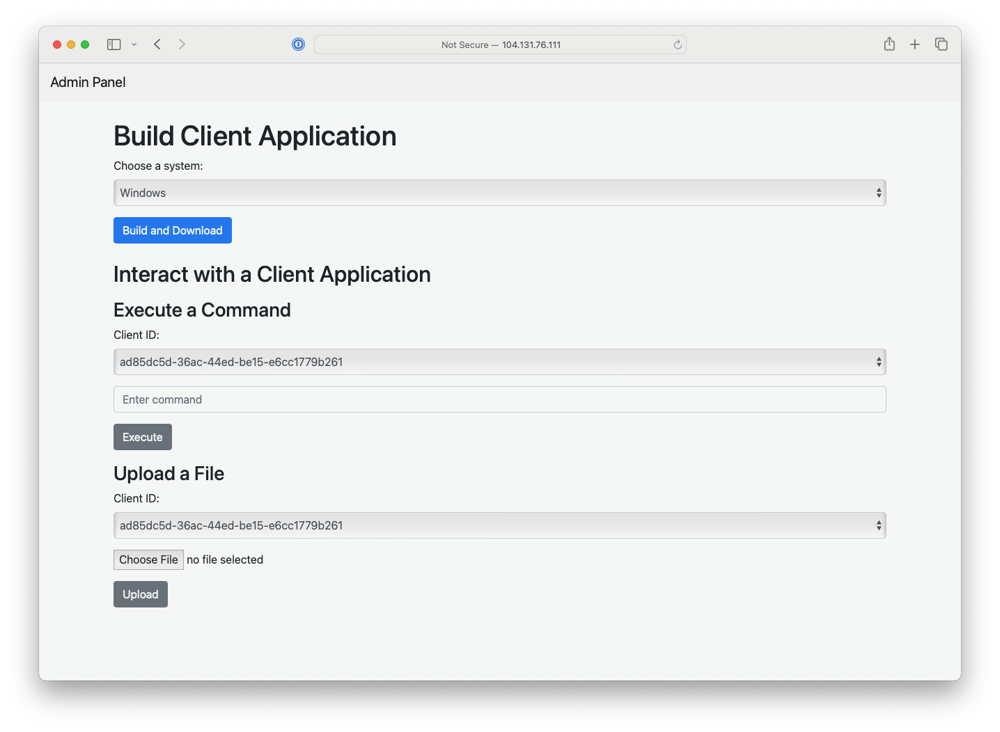 Not Secure — 104.131.76.111
Admin Panel
Build Client Application
Choose a system:
Windows
Build and Download
Interact with a Client Application
Execute a Command
Client ID:
ad85dc5d-36ac-44ed-be15-e6cc1779b261
Enter command
Execute
Upload a File
Client ID:
ad85dc5d-36ac-44ed-be15-e6cc1779b261
Choose File no file selected
Upload